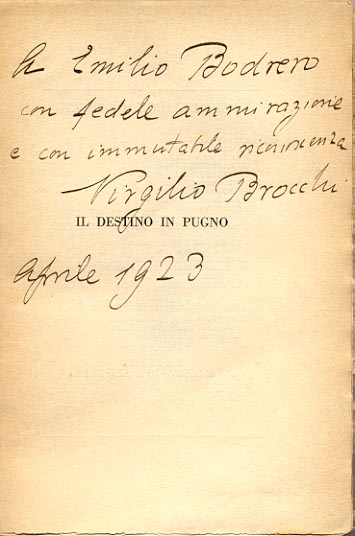 A Emilio Bodrero
con fedele ammirazione
e con immutabile riconoscenza
Virgilio Brocchi
IL DESTINO IN PUGNO
Aprile 1923